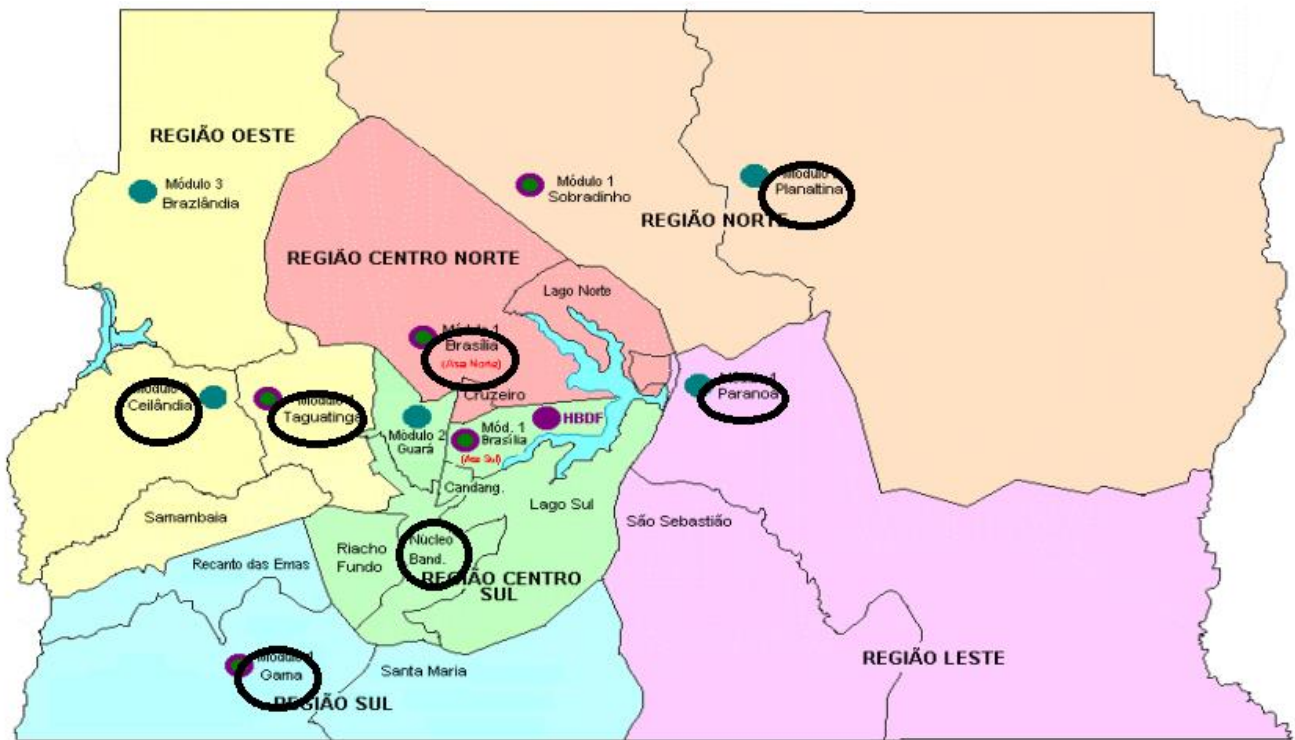 REGIÃO OESTE
Módulo 3
Brazlândia
Módulo 1
Sobradinho
Planaltina
REGIÃO NORTE
REGIÃO CENTRO NORTE
Lago Norte
Módulo 1
Brasília
(Asa Norte)
Cruzeiro
Ceilândia
Taguatinga
Módulo 2
Guará
HBDF
Mód. 1
Brasília
(Asa Sul)
Paranoá
Candang.
Lago Sul
Samambaia
São Sebastião
Núcleo
Band.
Riacho
Fundo
REGIÃO CENTRO
SUL
Recanto das Emas
Gama
Santa Maria
REGIÃO SUL
REGIÃO LESTE